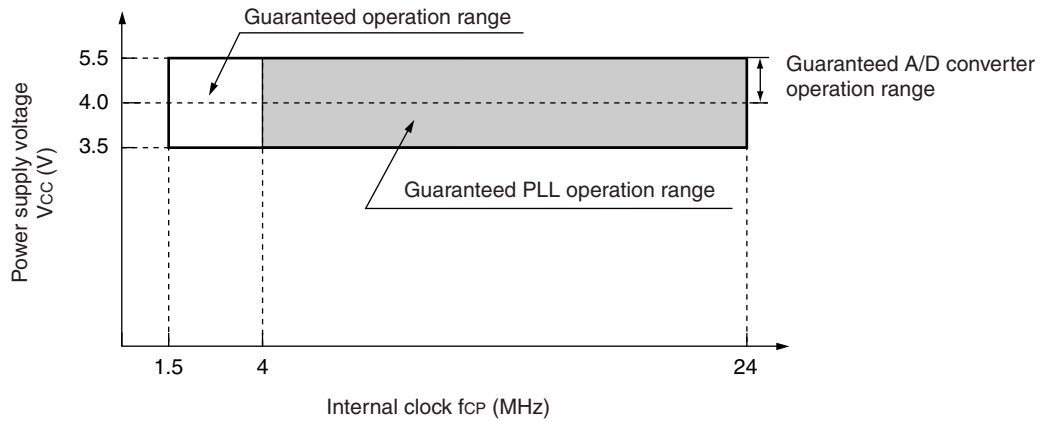 Guaranteed operation range
5.5
4.0
3.5
Power supply voltage
VCC (V)
Guaranteed A/D converter
operation range
Guaranteed PLL operation range
1.5
4
24
Internal clock fCP (MHz)